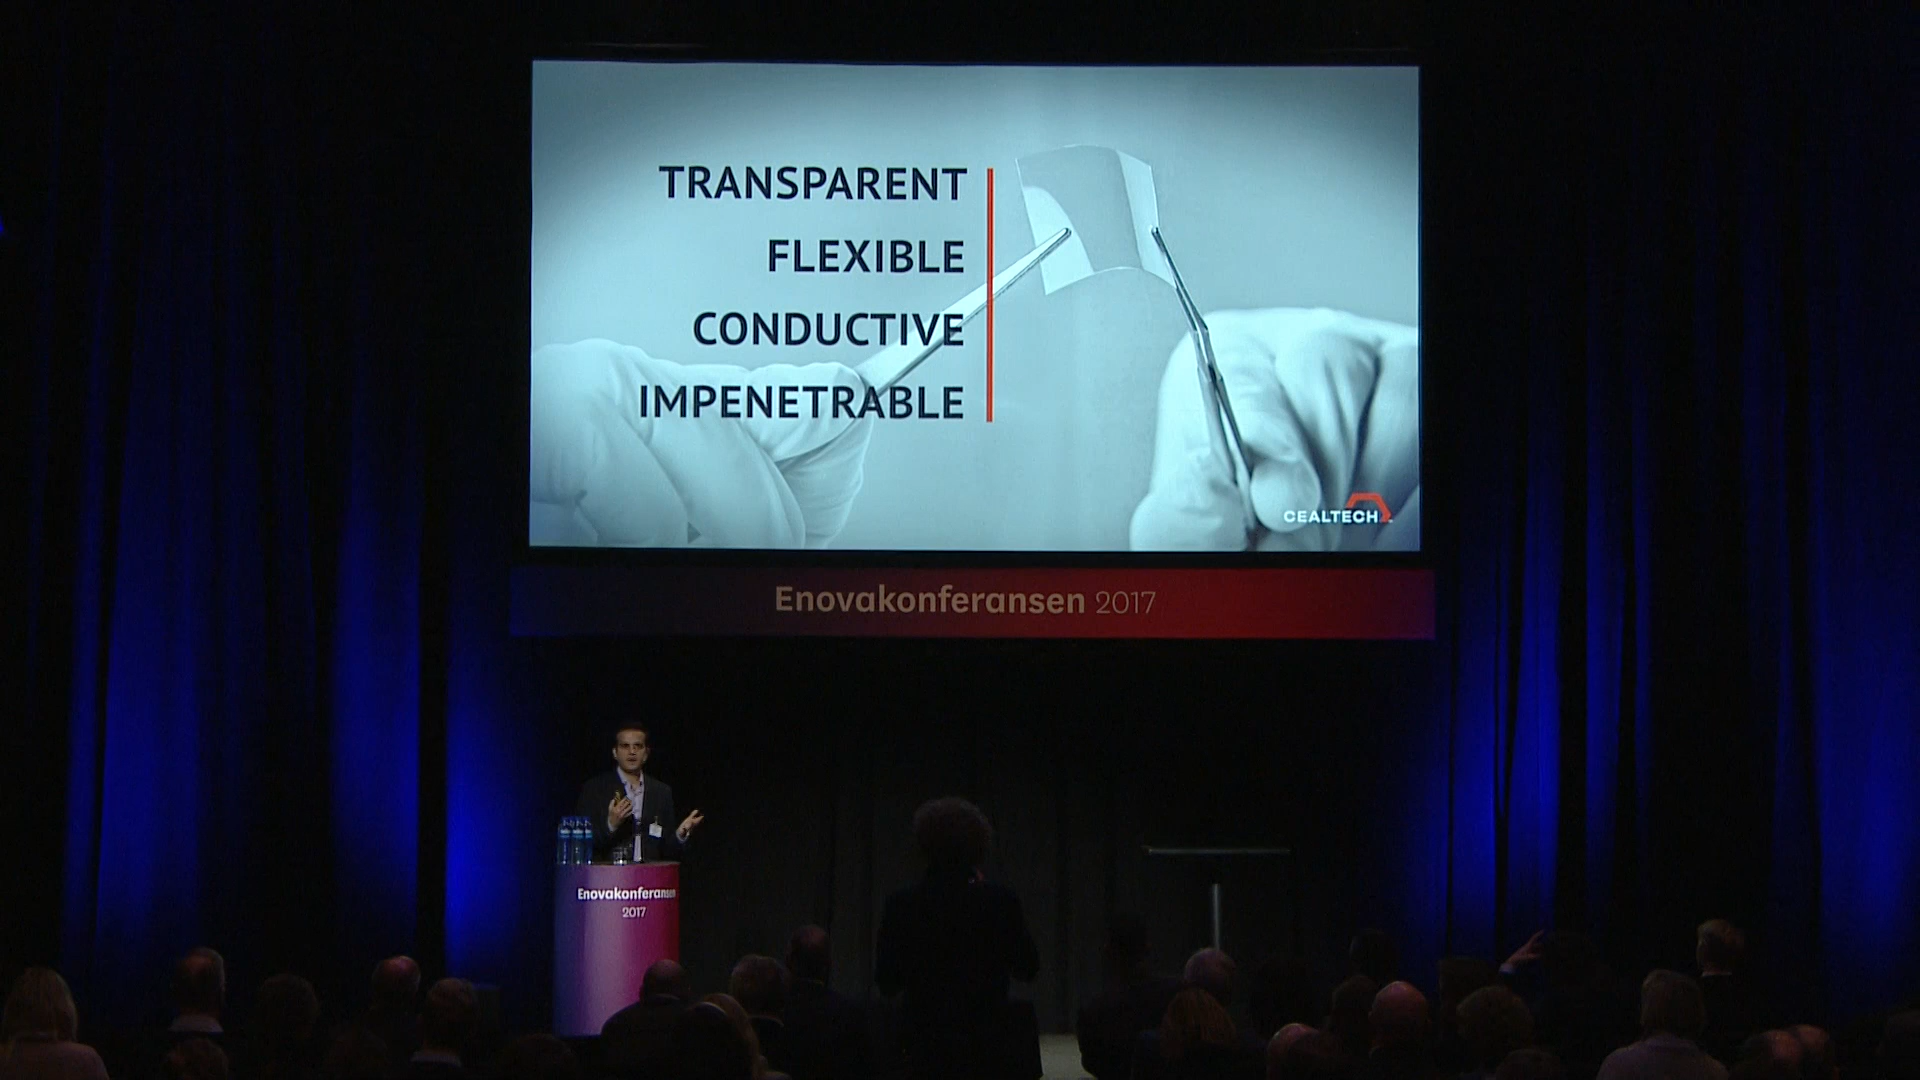 TRANSPARENT
FLEXIBLE
CONDUCTIVE
IMPENETRABLE
CEALTECH
Enovakonferansen 2017
Enovakonferansen
2017